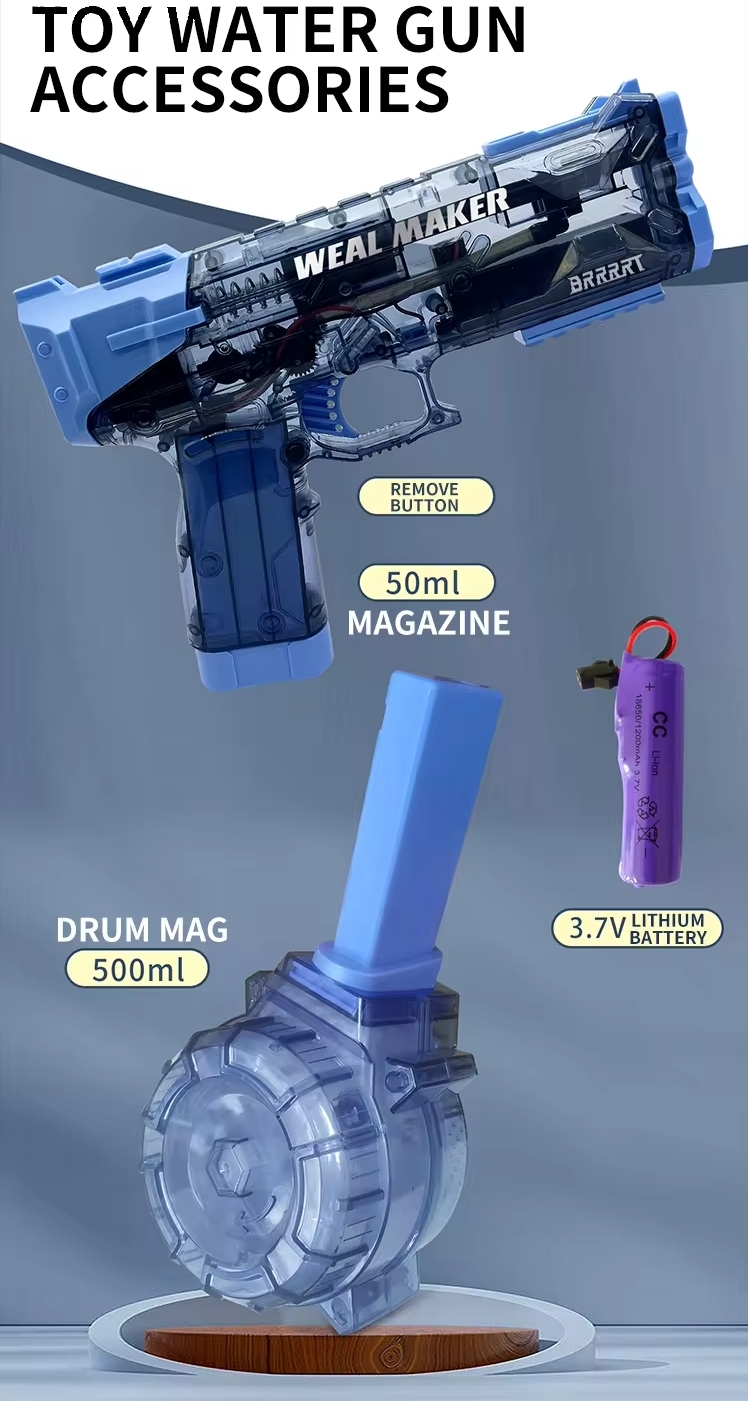 TOY WATER GUN
ACCESSORIES
WEAL MAKER
BRRRRT
REMOVE
BUTTON
50ml
MAGAZINE
+
CC Li-ion
18650/1200mAh 3.7V
-
DRUM MAG
500ml
3.7V LITHIUM
BATTERY